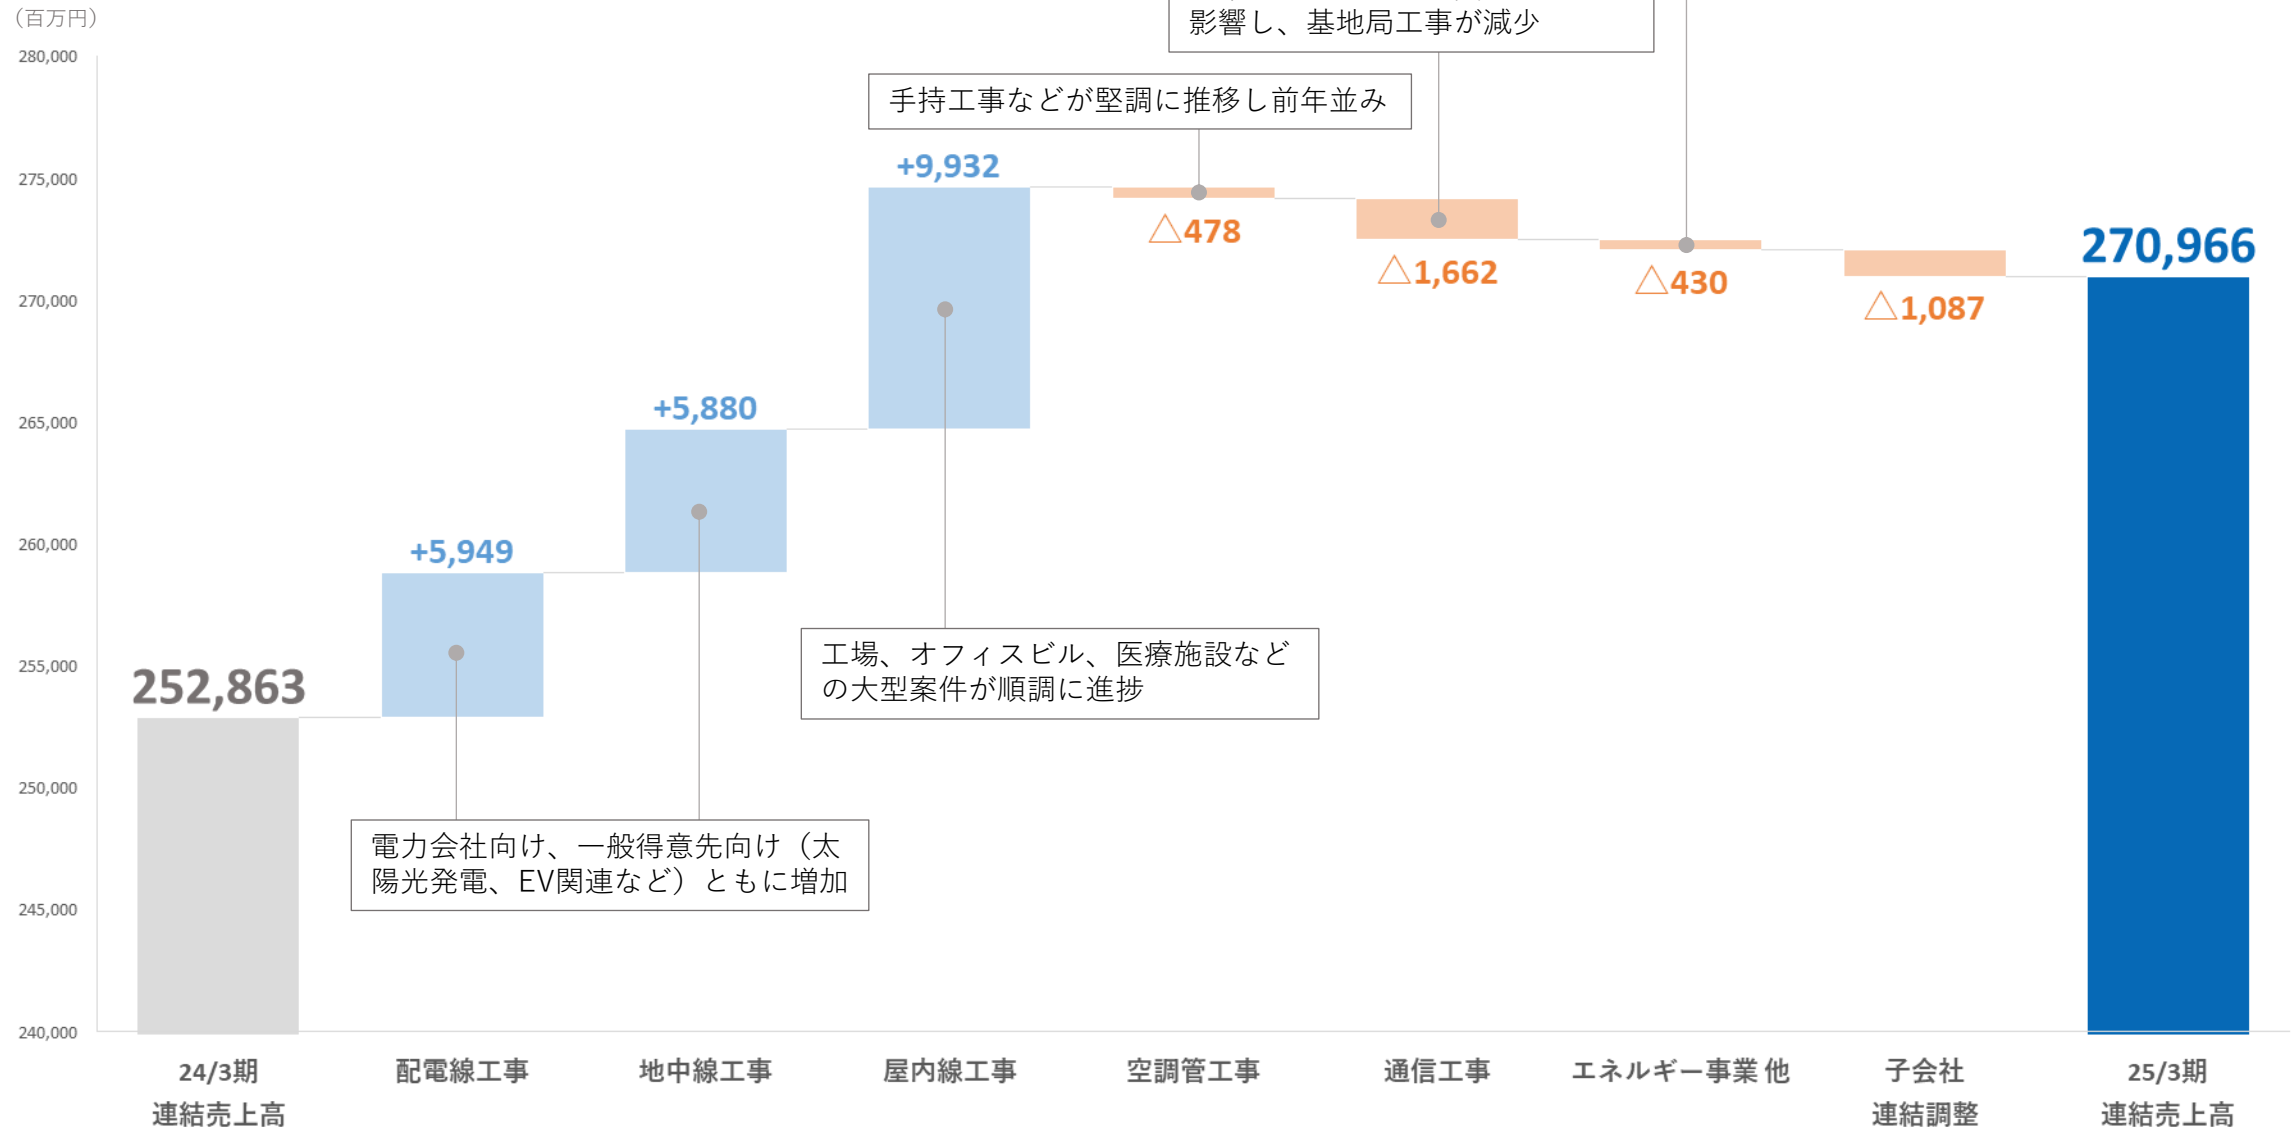 （百万円）
280,000
275,000
270,000
265,000
260,000
255,000
250,000
245,000
240,000
影響し、基地局工事が減少
手持工事などが堅調に推移し前年並み
252,863
+5,949
+5,880
+9,932
△478
△1,662
△430
△1,087
270,966
工場、オフィスビル、医療施設など
の大型案件が順調に進捗
電力会社向け、一般得意先向け（太
陽光発電、EV関連など）ともに増加
24/3期
連結売上高
配電線工事
地中線工事
屋内線工事
空調管工事
通信工事
エネルギー事業 他
子会社
連結調整
25/3期
連結売上高